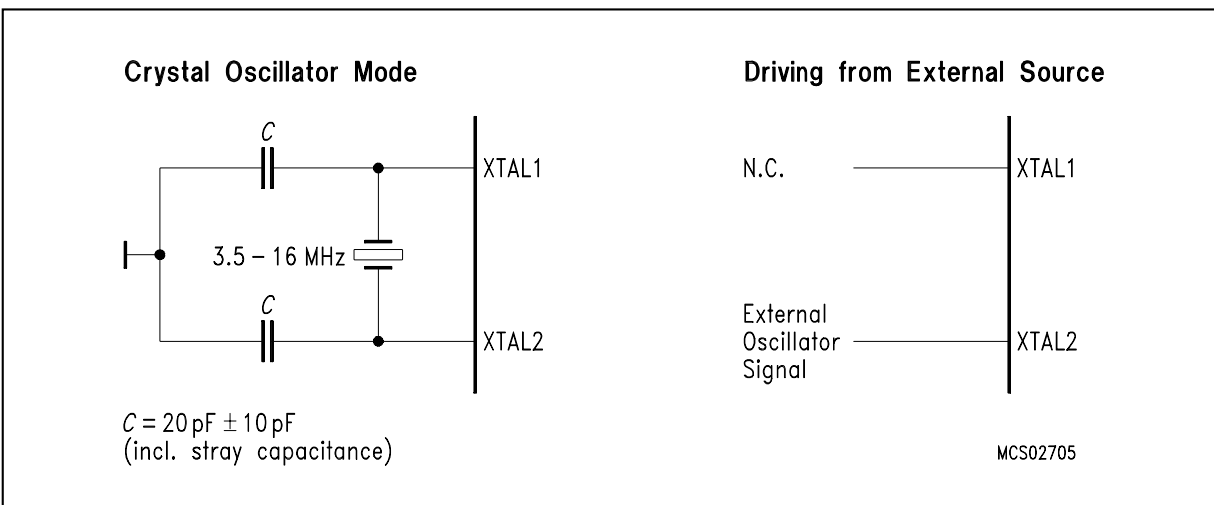 Crystal Oscillator Mode
C
XTAL1
3.5 – 16 MHz
C
XTAL2
C = 20 pF ± 10 pF
(incl. stray capacitance)
Driving from External Source
N.C.
XTAL1
External
Oscillator
Signal
XTAL2
MCS02705